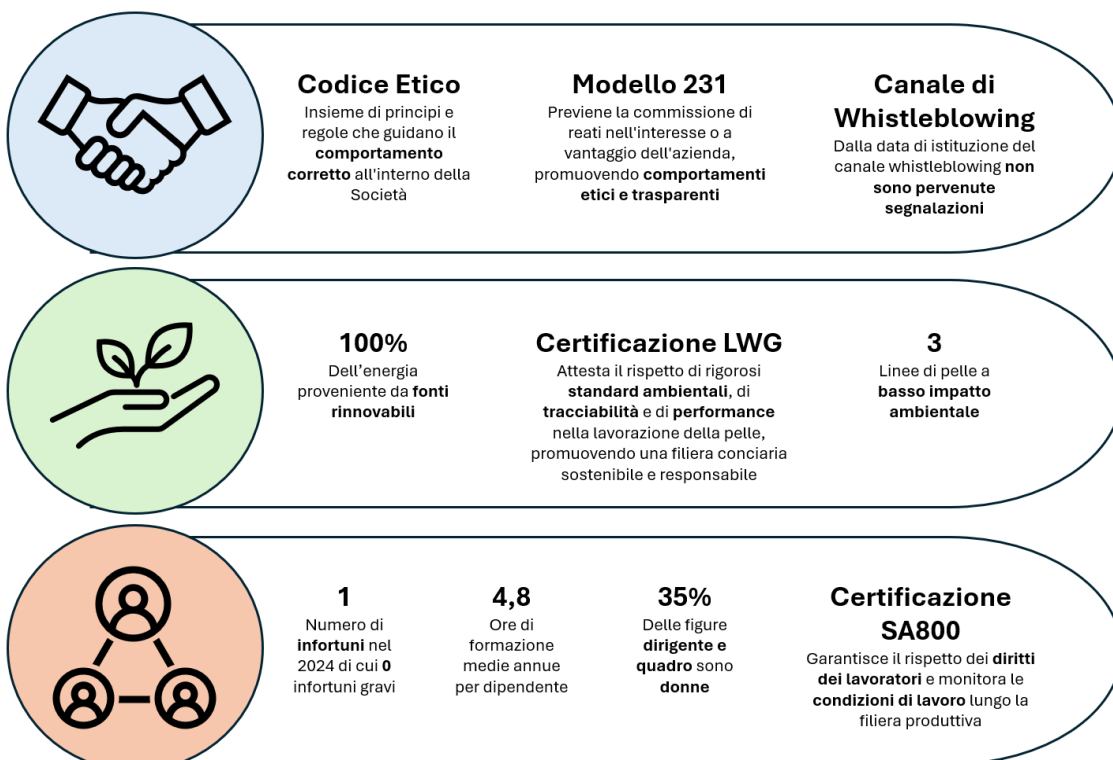 Codice Etico
Insieme di principi e
regole che guidano il
comportamento
corretto all'interno della
Società
Modello 231
Previene la commissione di
reati nell'interesse o a
vantaggio dell'azienda,
promuovendo comportamenti
etici e trasparenti
Canale di
Whistleblowing
Dalla data di istituzione del
canale whistleblowing non
sono pervenute
segnalazioni
100%
Dell'energia
proveniente da fonti
rinnovabili
Certificazione LWG
Attesta il rispetto di rigorosi
standard ambientali, di
tracciabilità e di performance
nella lavorazione della pelle,
promuovendo una filiera conciaria
sostenibile e responsabile
3
Linee di pelle a
basso impatto
ambientale
1
Numero di
infortuni nel
2024 di cui 0
infortuni gravi
4,8
Ore di
formazione
medie annue
per dipendente
35%
Delle figure
dirigente e
quadro sono
donne
Certificazione
SA800
Garantisce il rispetto dei diritti
dei lavoratori e monitora le
condizioni di lavoro lungo la
filiera produttiva